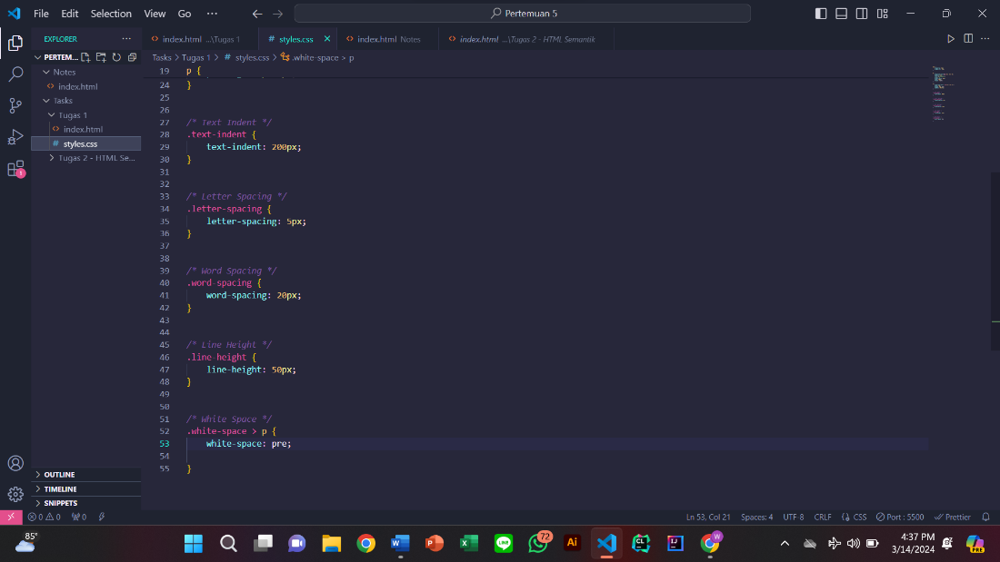 File Edit Selection View Go ··· Pertemuan 5
EXPLORER ···
index.html ...\Tugas 1 # styles.css index.html Notes index.html ...\Tugas 2 - HTML Semantik ···
PERTEM...
Tasks > Tugas 1 > # styles.css > .white-space > p
Notes
index.html
Tasks
Tugas 1
index.html
# styles.css
Tugas 2 - HTML Se...
19 p {
24 }
25
26
27 /* Text Indent */
28 .text-indent {
29 text-indent: 200px;
30 }
31
32
33 /* Letter Spacing */
34 .letter-spacing {
35 letter-spacing: 5px;
36 }
37
38
39 /* Word Spacing */
40 .word-spacing {
41 word-spacing: 20px;
42 }
43
44
45 /* Line Height */
46 .line-height {
47 line-height: 50px;
48 }
49
50
51 /* White Space */
52 .white-space > p {
53 white-space: pre;
54
55 }
1
OUTLINE
TIMELINE
SNIPPETS
0 0 0 Ln 53, Col 21 Spaces: 4 UTF-8 CRLF {} CSS Port : 5500 Prettier
85° W P X LINE 72 Ai CL IJ W 4:37 PM
3/14/2024 PRE